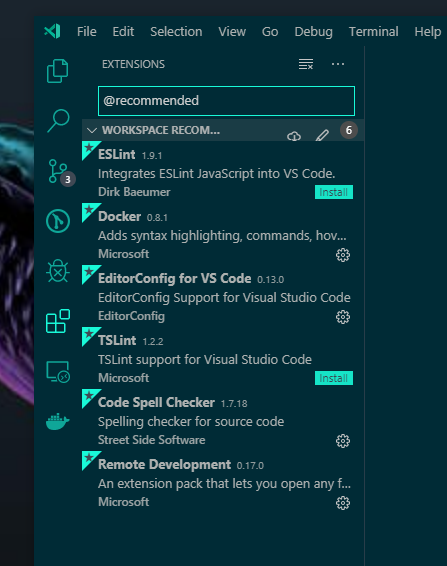 File Edit Selection View Go Debug Terminal Help
EXTENSIONS
@recommended
WORKSPACE RECOM... 6
ESLint 1.9.1
Integrates ESLint JavaScript into VS Code.
Dirk Baeumer Install
3
Docker 0.8.1
Adds syntax highlighting, commands, hov...
Microsoft
EditorConfig for VS Code 0.13.0
EditorConfig Support for Visual Studio Code
EditorConfig
TSLint 1.2.2
TSLint support for Visual Studio Code
Microsoft Install
Code Spell Checker 1.7.18
Spelling checker for source code
Street Side Software
Remote Development 0.17.0
An extension pack that lets you open any f...
Microsoft